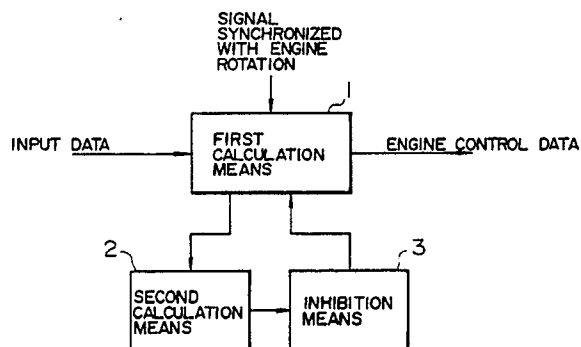 SIGNAL
SYNCHRONIZED
WITH ENGINE
ROTATION
1
INPUT DATA
FIRST
CALCULATION
MEANS
ENGINE CONTROL DATA
2
3
SECOND
CALCULATION
MEANS
INHIBITION
MEANS